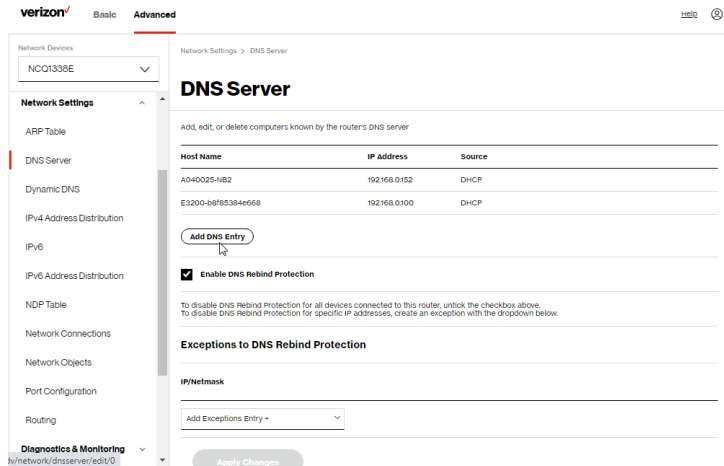 verizon✓
Basic
Advanced
Help
Network Devices
NCQ1338E
Network Settings
ARP Table
DNS Server
Dynamic DNS
IPv4 Address Distribution
IPv6
IPv6 Address Distribution
NDP Table
Network Connections
Network Objects
Port Configuration
Routing
Diagnostics & Monitoring
dv/network/dnsserver/edit/0
Network Settings > DNS Server
DNS Server
Add, edit, or delete computers known by the router's DNS server
Host Name IP Address Source
A040025-NB2 192.168.0.152 DHCP
E3200-b8f85384e668 192.168.0.100 DHCP
Add DNS Entry
Enable DNS Rebind Protection
To disable DNS Rebind Protection for all devices connected to this router, untick the checkbox above.
To disable DNS Rebind Protection for specific IP addresses, create an exception with the dropdown below.
Exceptions to DNS Rebind Protection
IP/Netmask
Add Exceptions Entry +
Apply Changes